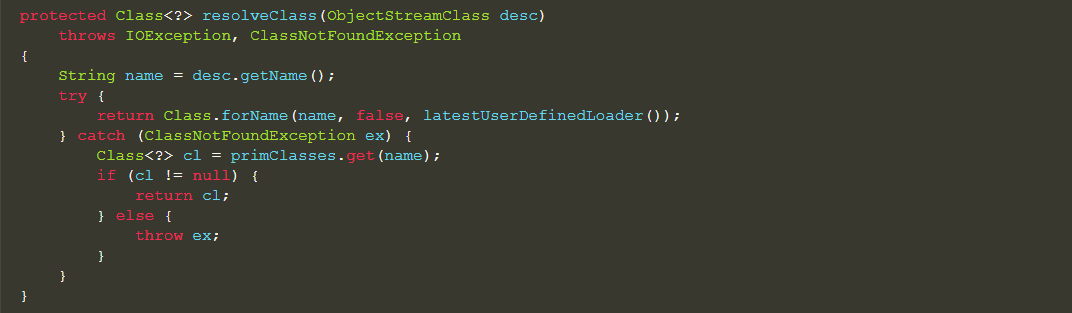 protected Class<?> resolveClass(ObjectStreamClass desc)
    throws IOException, ClassNotFoundException
{
    String name = desc.getName();
    try {
        return Class.forName(name, false, latestUserDefinedLoader());
    } catch (ClassNotFoundException ex) {
        Class<?> cl = primClasses.get(name);
        if (cl != null) {
            return cl;
        } else {
            throw ex;
        }
    }
}